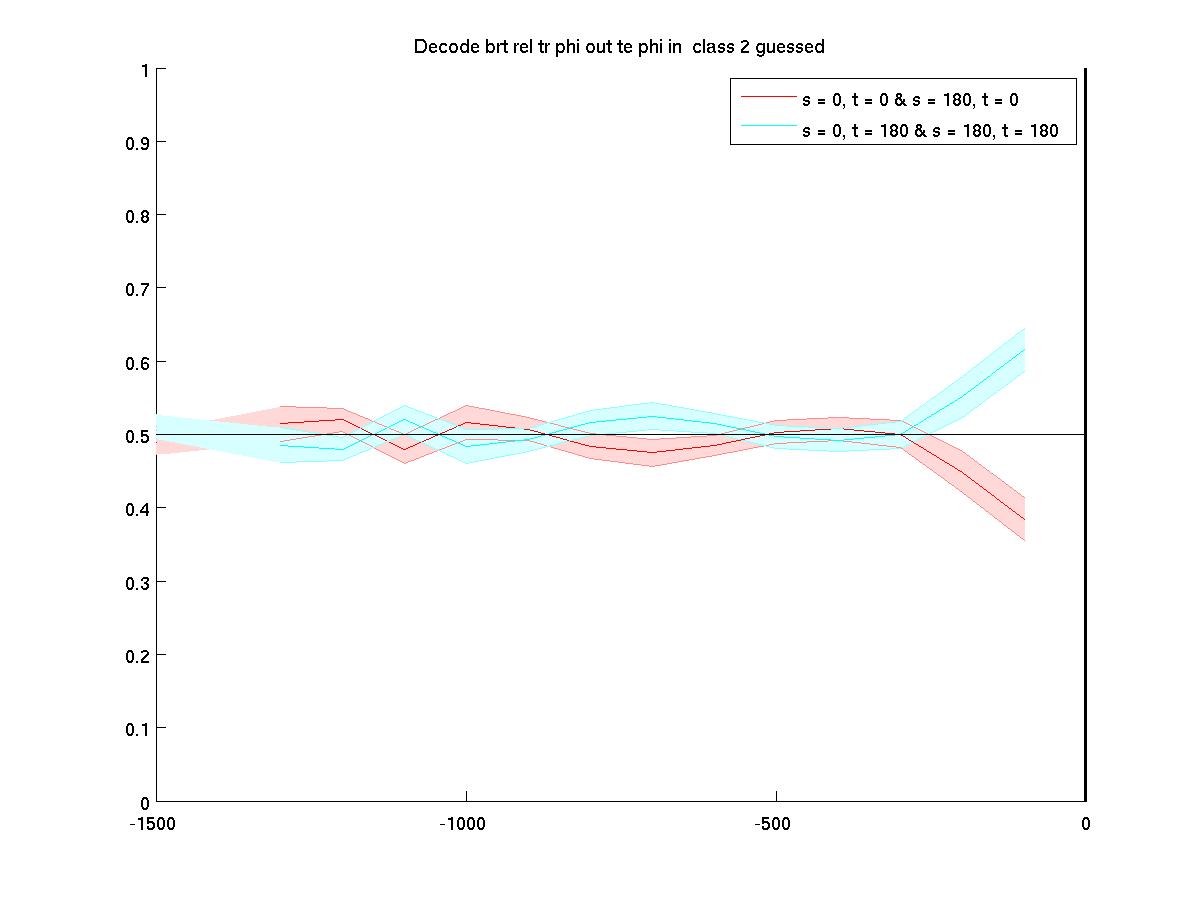 Decode brt rel tr phi out te phi in  class 2 guessed
s = 0, t = 0 & s = 180, t = 0
s = 0, t = 180 & s = 180, t = 180
1
0.9
0.8
0.7
0.6
0.5
0.4
0.3
0.2
0.1
0
-1500 -1000 -500 0